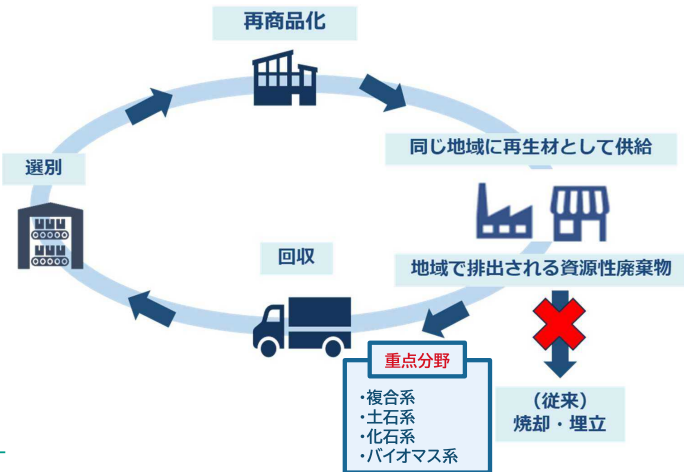 再商品化
同じ地域に再生材として供給
選別
回収
地域で排出される資源性廃棄物
重点分野
・複合系
・土石系
・化石系
・バイオマス系
（従来）
焼却・埋立